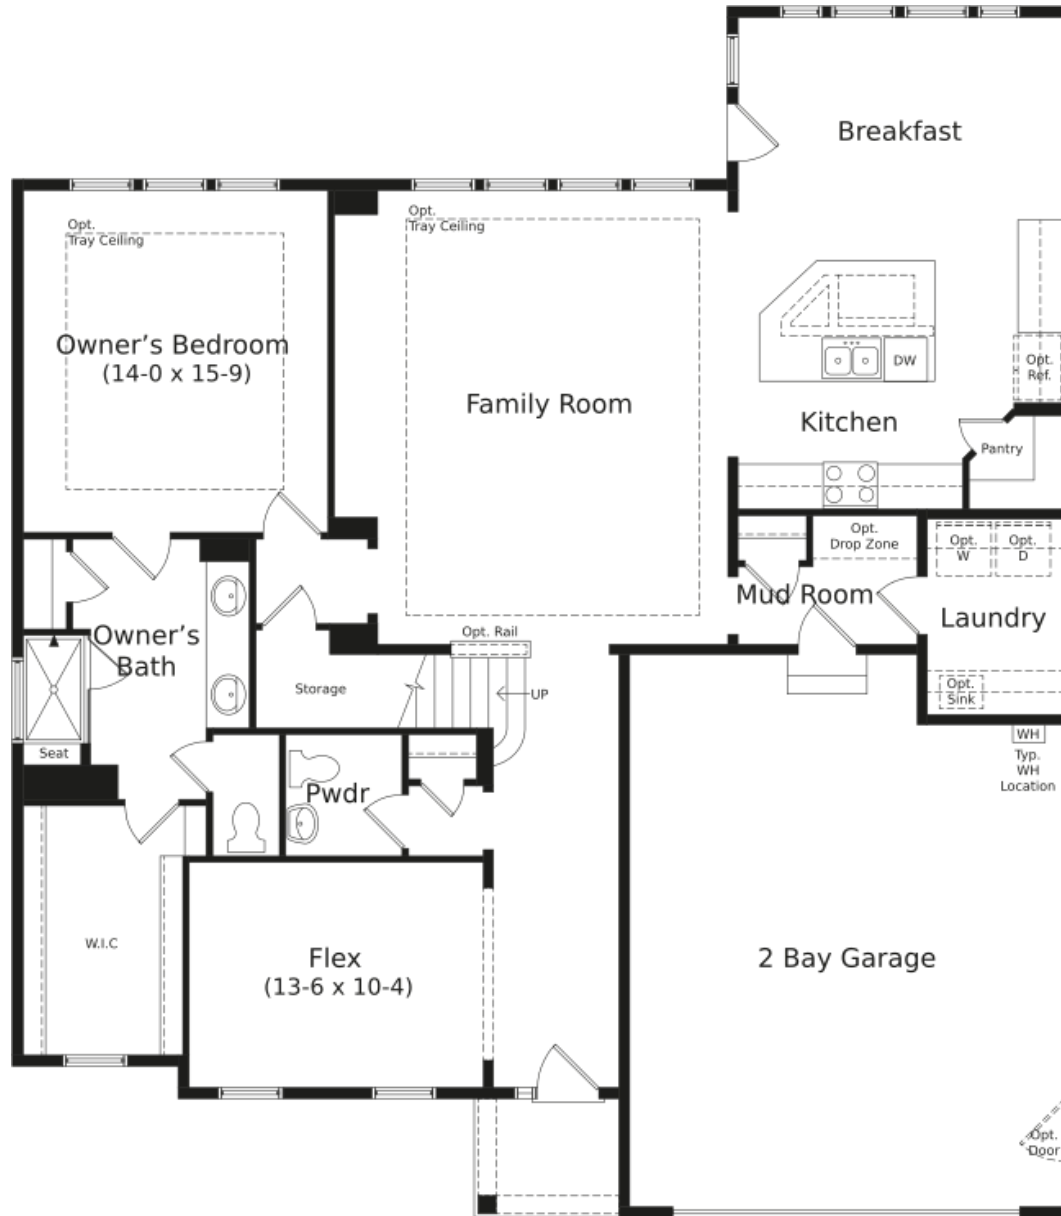 Breakfast
Opt.
Tray Ceiling
Opt.
Tray Ceiling
Owner's Bedroom
(14-0 x 15-9)
Family Room
DW
Opt.
Ref.
Kitchen
Pantry
Opt.
Drop Zone
Opt.
W
Opt.
D
Mud Room
Laundry
Owner's
Bath
Opt. Rail
Storage
UP
Opt.
Sink
Seat
WH
Typ.
WH
Location
Pwdr
W.I.C
Flex
(13-6 x 10-4)
2 Bay Garage
Opt.
Door